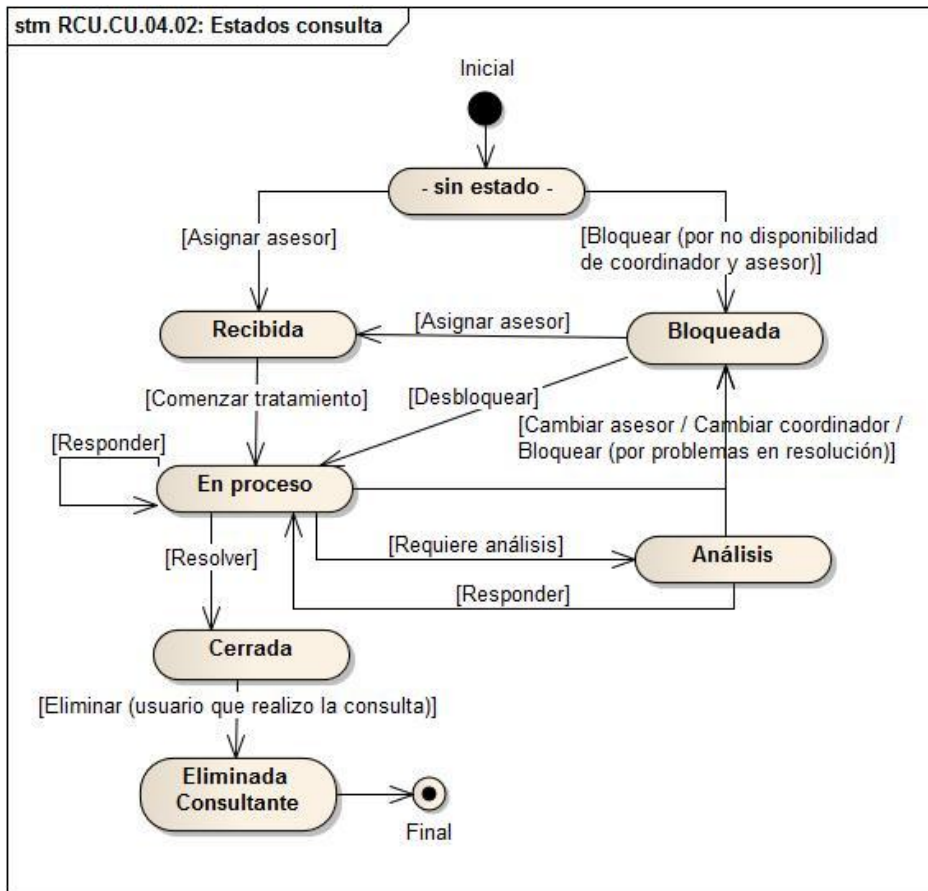 stm RCU.CU.04.02: Estados consulta
Inicial
- sin estado -
[Asignar asesor]
[Bloquear (por no disponibilidad
de coordinador y asesor)]
Recibida
[Asignar asesor]
Bloqueada
[Comenzar tratamiento]
[Desbloquear]
[Cambiar asesor / Cambiar coordinador /
Bloquear (por problemas en resolución)]
[Responder]
En proceso
[Resolver]
[Requiere análisis]
Análisis
[Responder]
Cerrada
[Eliminar (usuario que realizo la consulta)]
Eliminada
Consultante
Final